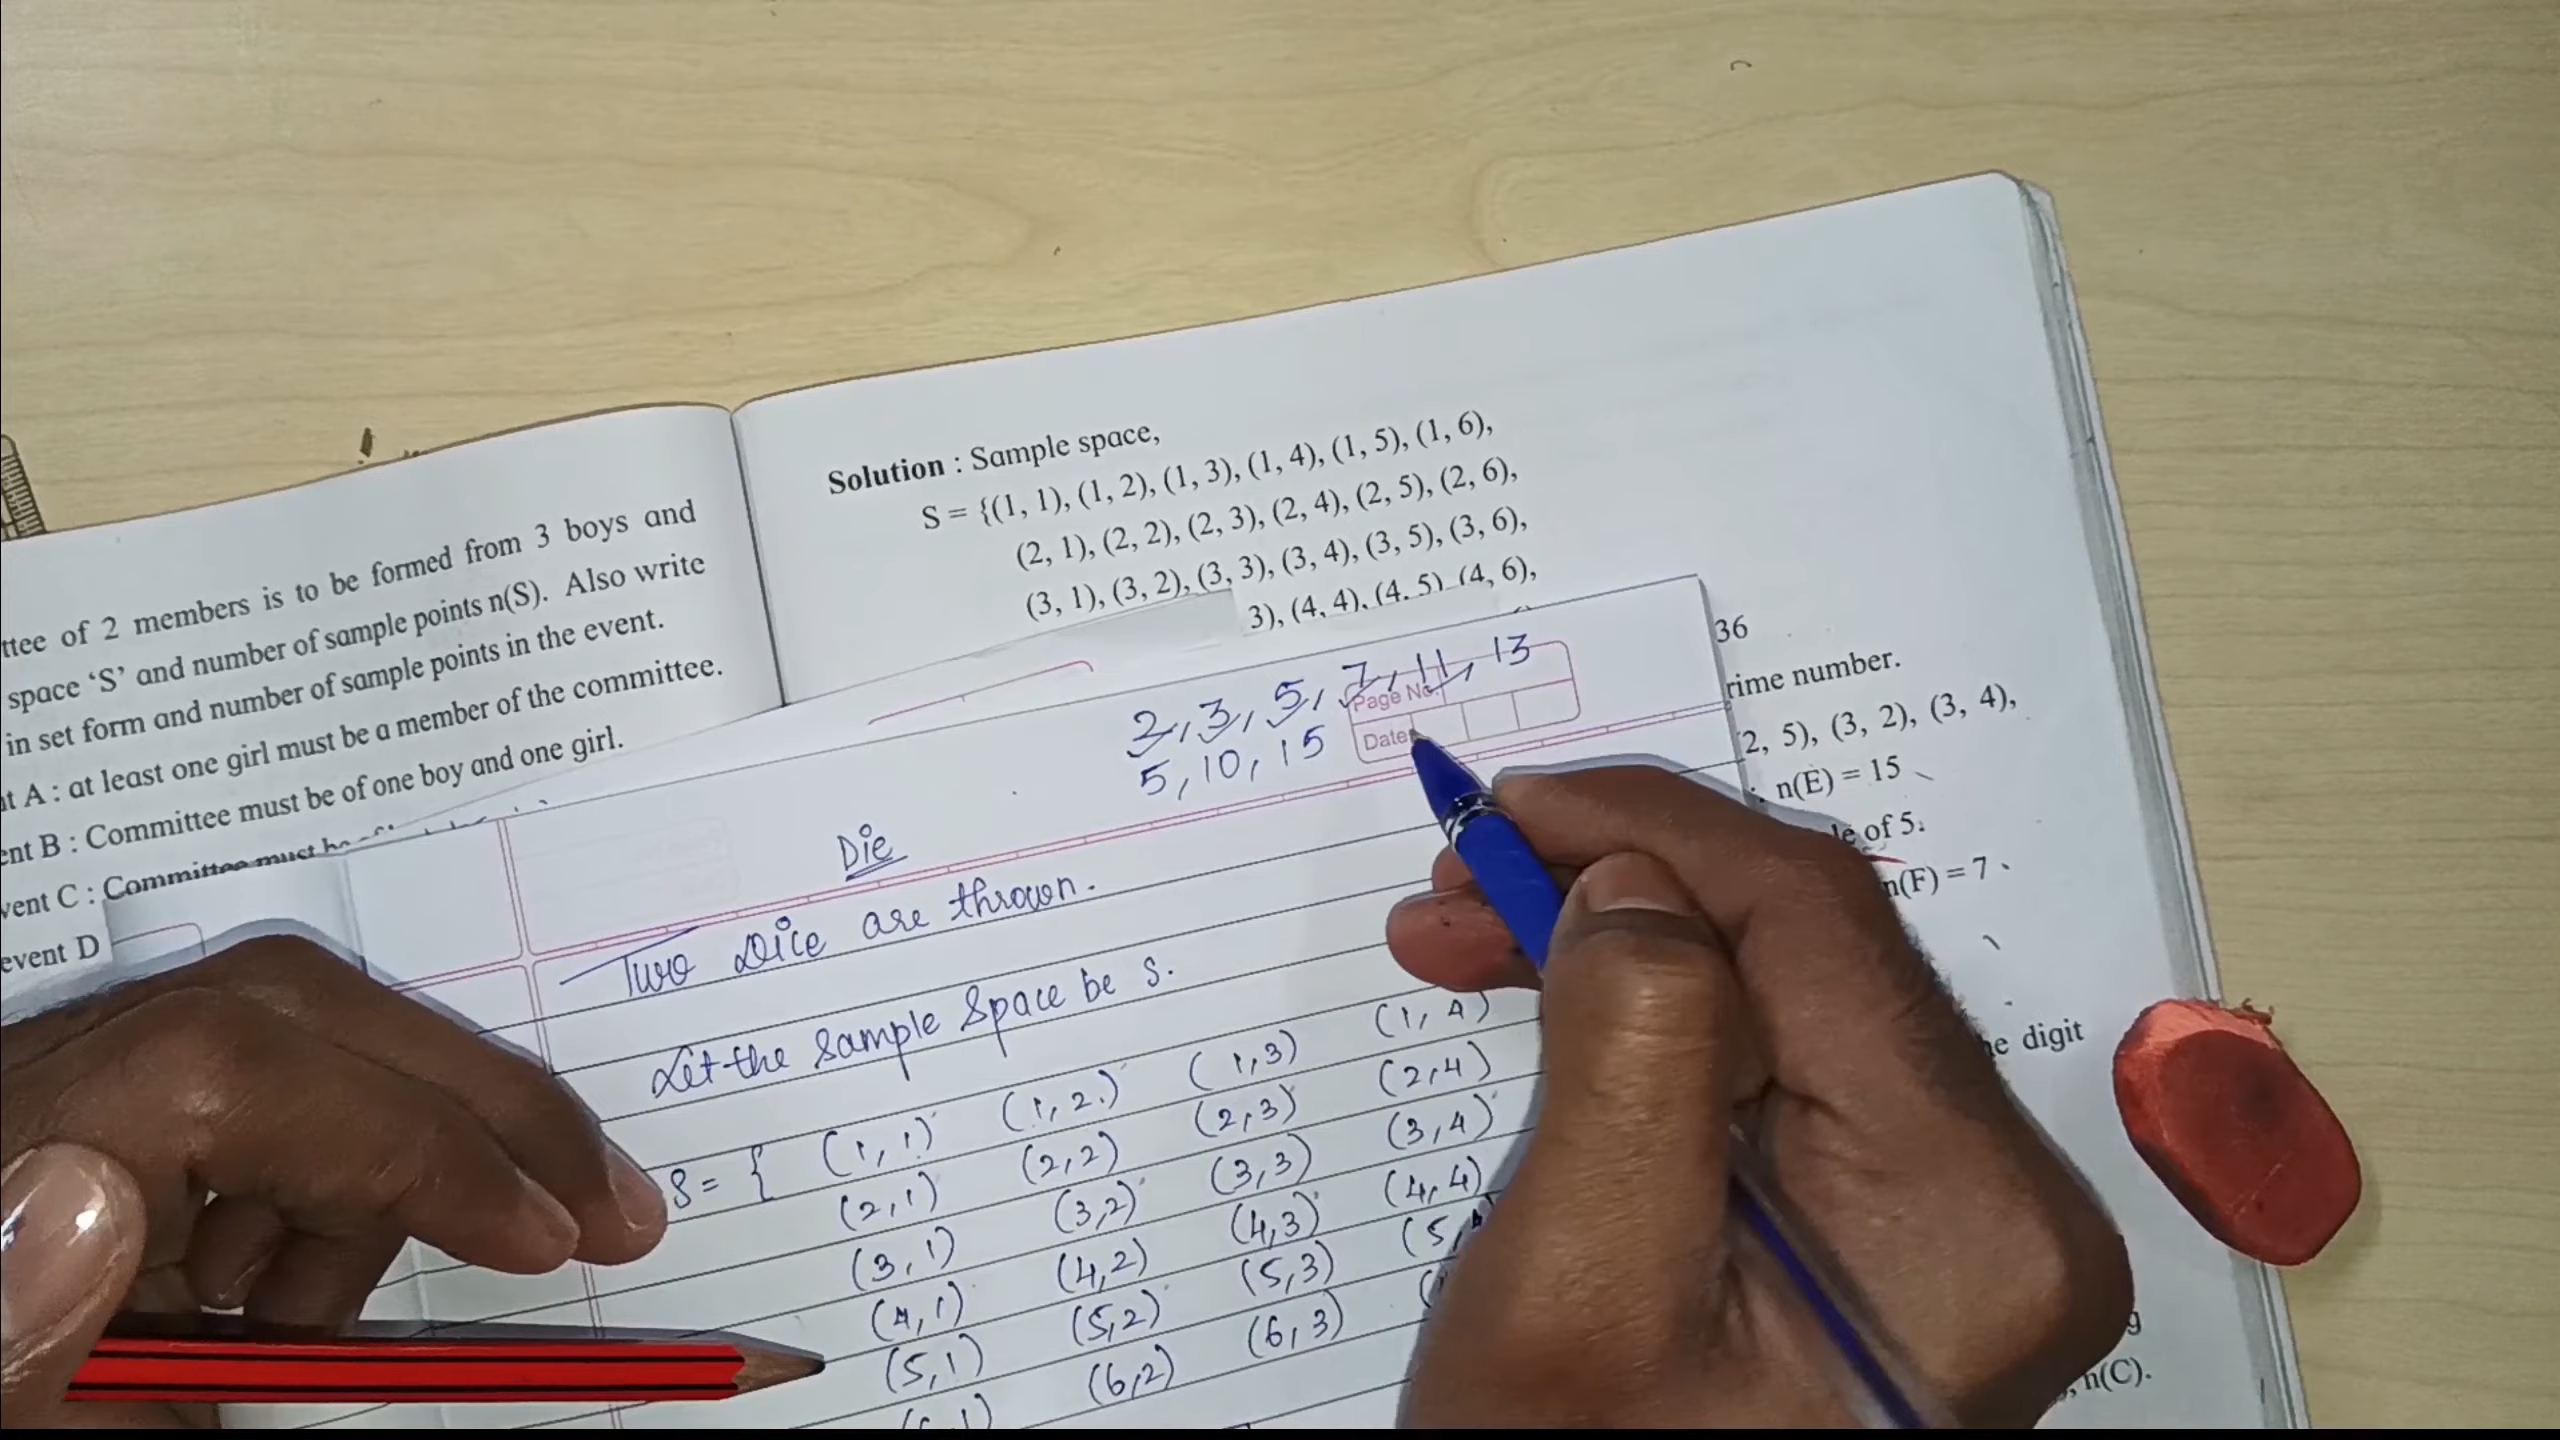 ttee of 2 members is to be formed from 3 boys and
space ‘S’ and number of sample points n(S). Also write
in set form and number of sample points in the event.
t A : at least one girl must be a member of the committee.
ent B : Committee must be of one boy and one girl.
vent C : Committee must be
event D
Solution : Sample space,
S = {(1, 1), (1, 2), (1, 3), (1, 4), (1, 5), (1, 6),
(2, 1), (2, 2), (2, 3), (2, 4), (2, 5), (2, 6),
(3, 1), (3, 2), (3, 3), (3, 4), (3, 5), (3, 6),
3), (4, 4), (4, 5) (4, 6),
36
rime number.
2, 5), (3, 2), (3, 4),
n(E) = 15
le of 5.
n(F) = 7
he digit
g
, n(C).
2, 3, 5, 7, 11, 13
Page No.
5, 10, 15
Date
Die
Two Dice are thrown.
Let the Sample Space be S.
S = { (1, 1) (1, 2) (1, 3) (1, 4)
(2, 1) (2, 2) (2, 3) (2, 4)
(3, 1) (3, 2) (3, 3) (3, 4)
(4, 1) (4, 2) (4, 3) (4, 4)
(5, 1) (5, 2) (5, 3) (5,
(6, 2) (6, 3)